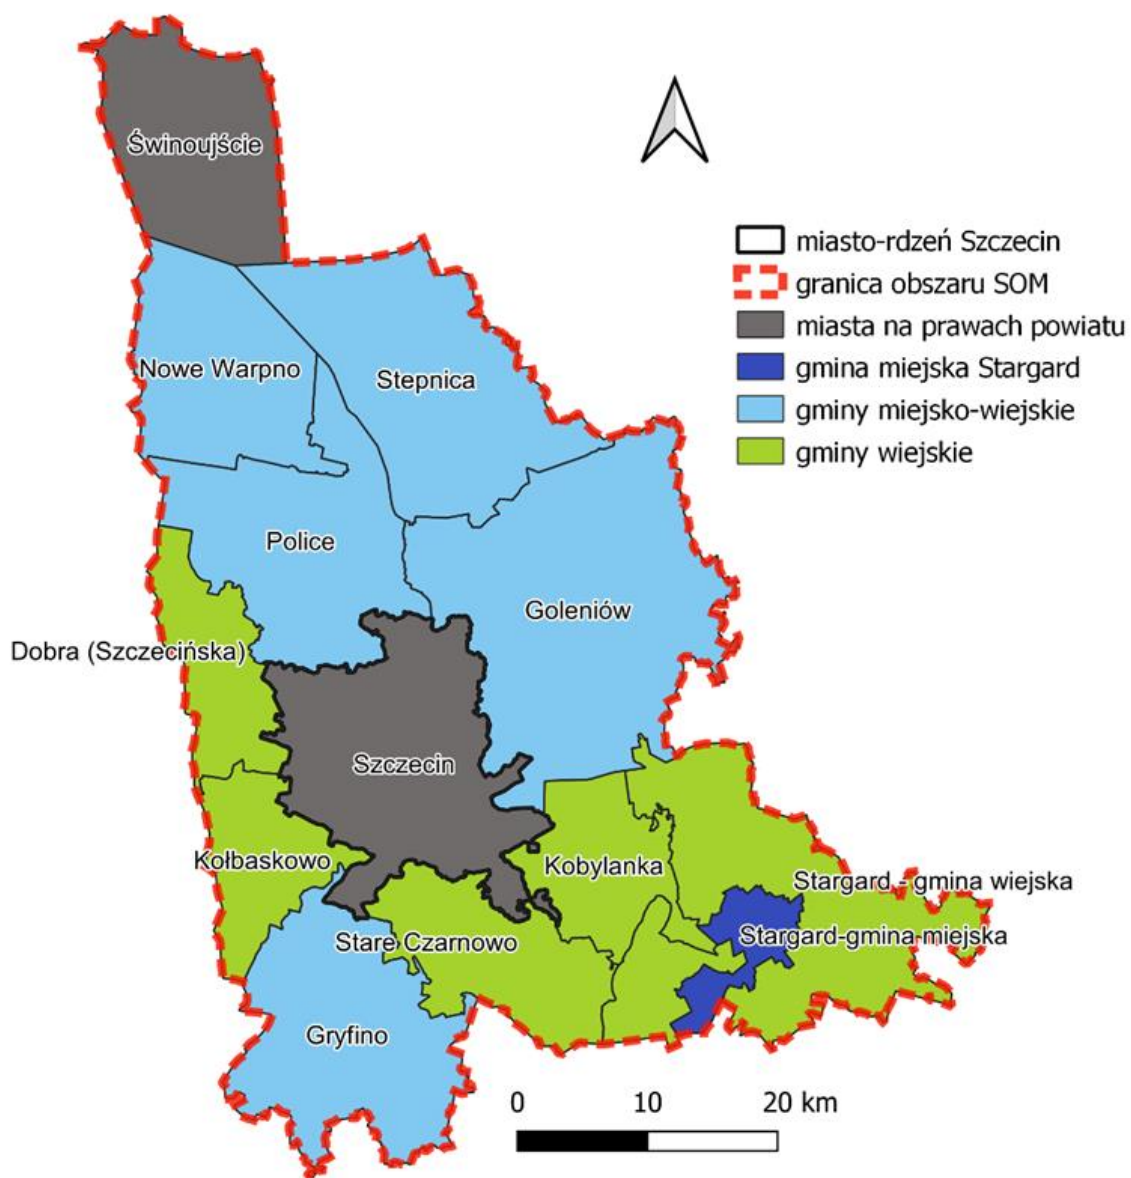 Świnoujście
miasto-rdzeń Szczecin
granica obszaru SOM
miasta na prawach powiatu
gmina miejska Stargard
gminy miejsko-wiejskie
gminy wiejskie
Nowe Warpno
Stepnica
Police
Goleniów
Dobra (Szczecińska)
Szczecin
Kołbaskowo
Kobylanka
Stargard - gmina wiejska
Stargard-gmina miejska
Stare Czarnowo
Gryfino
0 10 20 km